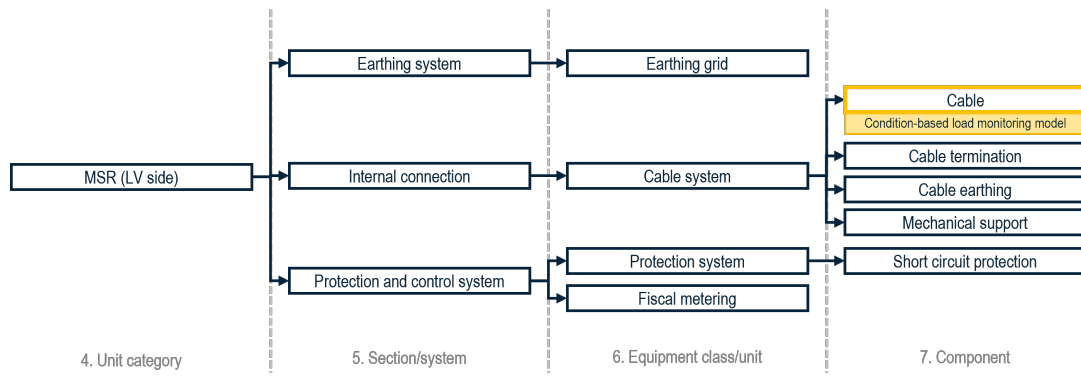 Earthing system
Earthing grid
Cable
Condition-based load monitoring model
MSR (LV side)
Internal connection
Cable system
Cable termination
Cable earthing
Mechanical support
Protection and control system
Protection system
Short circuit protection
Fiscal metering
4. Unit category
5. Section/system
6. Equipment class/unit
7. Component